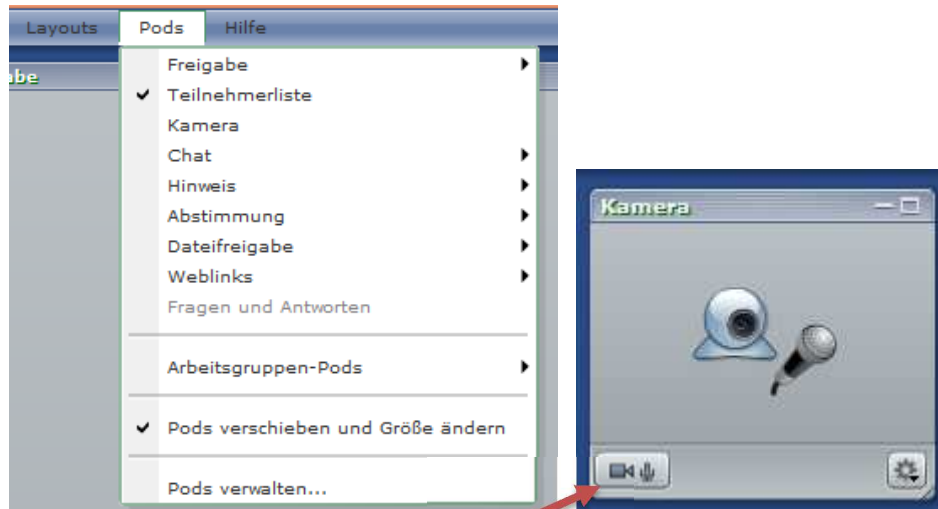 Layouts Pods Hilfe
abe
Freigabe
Teilnehmerliste
Kamera
Chat
Hinweis
Abstimmung
Dateifreigabe
Weblinks
Fragen und Antworten
Arbeitsgruppen-Pods
Pods verschieben und Größe ändern
Pods verwalten...
Kamera